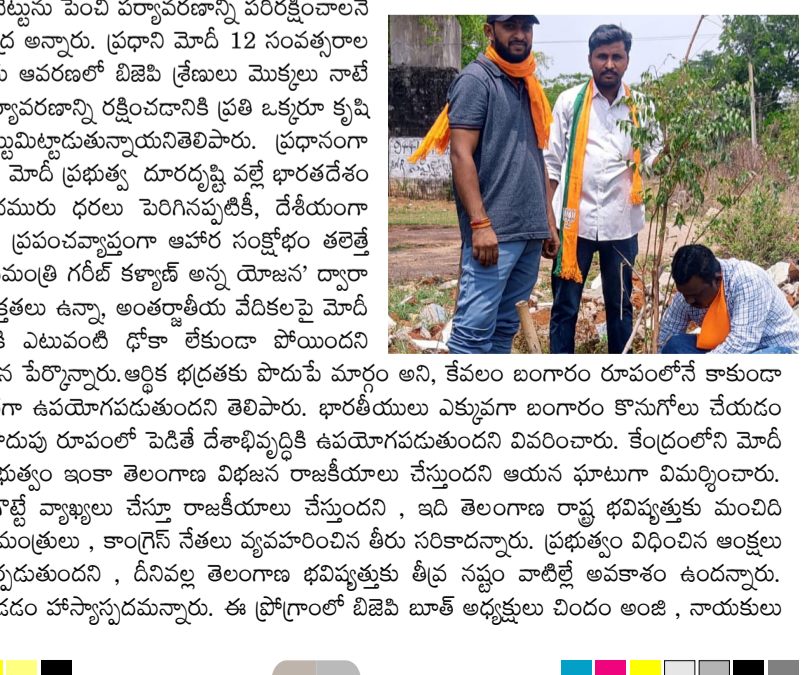 పర్యావరణాన్ని పరిరక్షించాలనే
అన్నారు. ప్రధాని మోదీ 12 సంవత్సరాల
ఆవరణలో బిజెపి శ్రేణులు మొక్కలు నాటే
ర్యావరణాన్ని రక్షించడానికి ప్రతి ఒక్కరూ కృషి
ట్టుమిట్టాడుతున్నాయనితెలిపారు. ప్రధానంగా
మోదీ ప్రభుత్వ దూరదృష్టి వల్లే భారతదేశం
మురు ధరలు పెరిగినప్పటికీ, దేశీయంగా
ప్రపంచవ్యాప్తంగా ఆహార సంక్షోభం తలెత్తే
మంత్రి గరీబ్ కళ్యాణ్ అన్న యోజన' ద్వారా
క్తతలు ఉన్నా, అంతర్జాతీయ వేదికలపై మోదీ
కి ఎటువంటి ఢోకా లేకుండా పోయిందని
న పేర్కొన్నారు.ఆర్థిక భద్రతకు పొదుపే మార్గం అని, కేవలం బంగారం రూపంలోనే కాకుండా
గా ఉపయోగపడుతుందని తెలిపారు. భారతీయులు ఎక్కువగా బంగారం కొనుగోలు చేయడం
దుపు రూపంలో పెడితే దేశాభివృద్ధికి ఉపయోగపడుతుందని వివరించారు. కేంద్రంలోని మోదీ
భుత్వం ఇంకా తెలంగాణ విభజన రాజకీయాలు చేస్తుందని ఆయన ఘాటుగా విమర్శించారు.
గొట్టే వ్యాఖ్యలు చేస్తూ రాజకీయాలు చేస్తుందని , ఇది తెలంగాణ రాష్ట్ర భవిష్యత్తుకు మంచిది
మంత్రులు , కాంగ్రెస్ నేతలు వ్యవహరించిన తీరు సరికాదన్నారు. ప్రభుత్వం విధించిన ఆంక్షలు
ర్పడుతుందని , దీనివల్ల తెలంగాణ భవిష్యత్తుకు తీవ్ర నష్టం వాటిల్లే అవకాశం ఉందన్నారు.
డడం హాస్యాస్పదమన్నారు. ఈ ప్రోగ్రాంలో బిజెపి బూత్ అధ్యక్షులు చిందం అంజి , నాయకులు